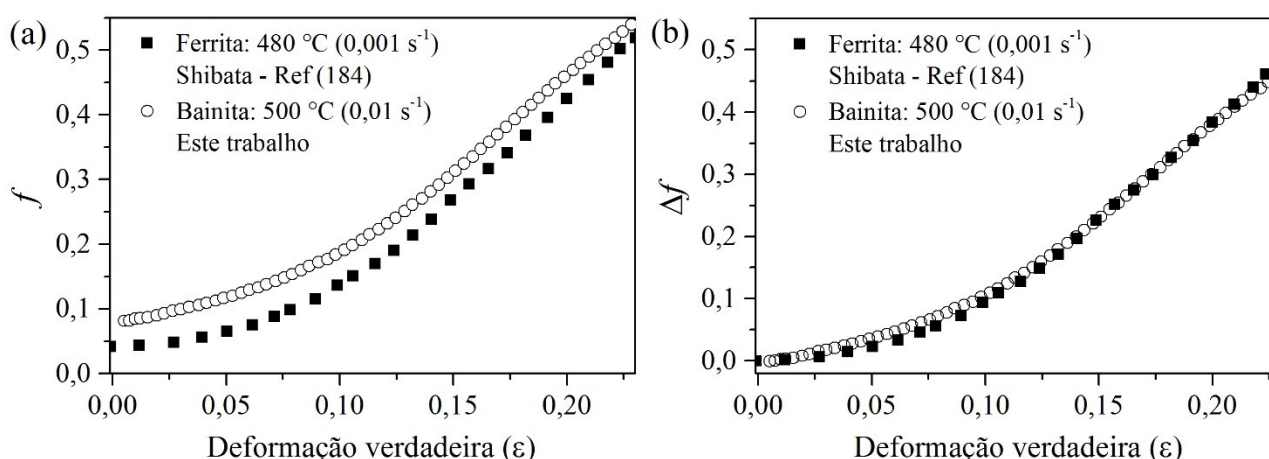 (a)
Ferrita: 480 °C (0,001 s⁻¹)
Shibata - Ref (184)
Bainita: 500 °C (0,01 s⁻¹)
Este trabalho
f
0,5
0,4
0,3
0,2
0,1
0,0
0,00 0,05 0,10 0,15 0,20
Deformação verdadeira (ε)
(b)
Ferrita: 480 °C (0,001 s⁻¹)
Shibata - Ref (184)
Bainita: 500 °C (0,01 s⁻¹)
Este trabalho
Δf
0,5
0,4
0,3
0,2
0,1
0,0
0,00 0,05 0,10 0,15 0,20
Deformação verdadeira (ε)